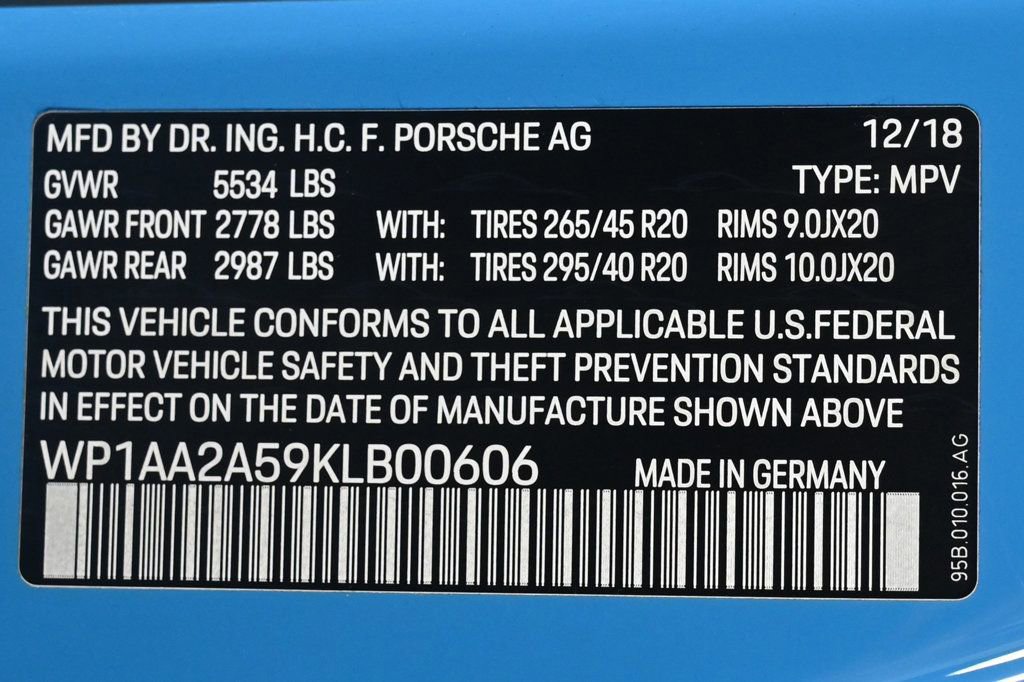 MFD BY DR. ING. H.C. F. PORSCHE AG 12/18
GVWR 5534 LBS TYPE: MPV
GAWR FRONT 2778 LBS WITH: TIRES 265/45 R20 RIMS 9.0JX20
GAWR REAR 2987 LBS WITH: TIRES 295/40 R20 RIMS 10.0JX20
THIS VEHICLE CONFORMS TO ALL APPLICABLE U.S.FEDERAL
MOTOR VEHICLE SAFETY AND THEFT PREVENTION STANDARDS
IN EFFECT ON THE DATE OF MANUFACTURE SHOWN ABOVE
WP1AA2A59KLB00606 MADE IN GERMANY
95B.010.016.AG